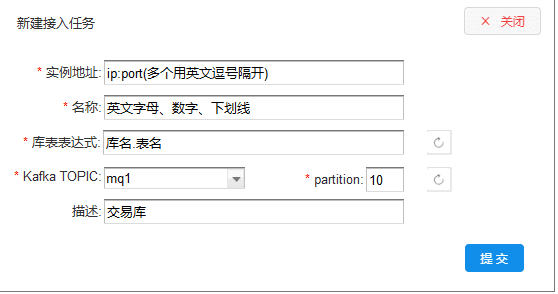 新建接入任务
× 关闭
* 实例地址: ip:port(多个用英文逗号隔开)
* 名称: 英文字母、数字、下划线
* 库表表达式: 库名.表名
* Kafka TOPIC: mq1 * partition: 10
描述: 交易库
提交